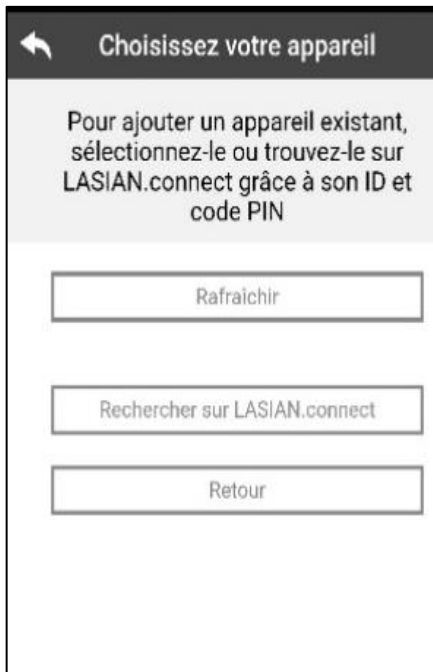 Choisissez votre appareil
Pour ajouter un appareil existant,
sélectionnez-le ou trouvez-le sur
LASIAN.connect grâce à son ID et
code PIN
Rafraîchir
Rechercher sur LASIAN.connect
Retour